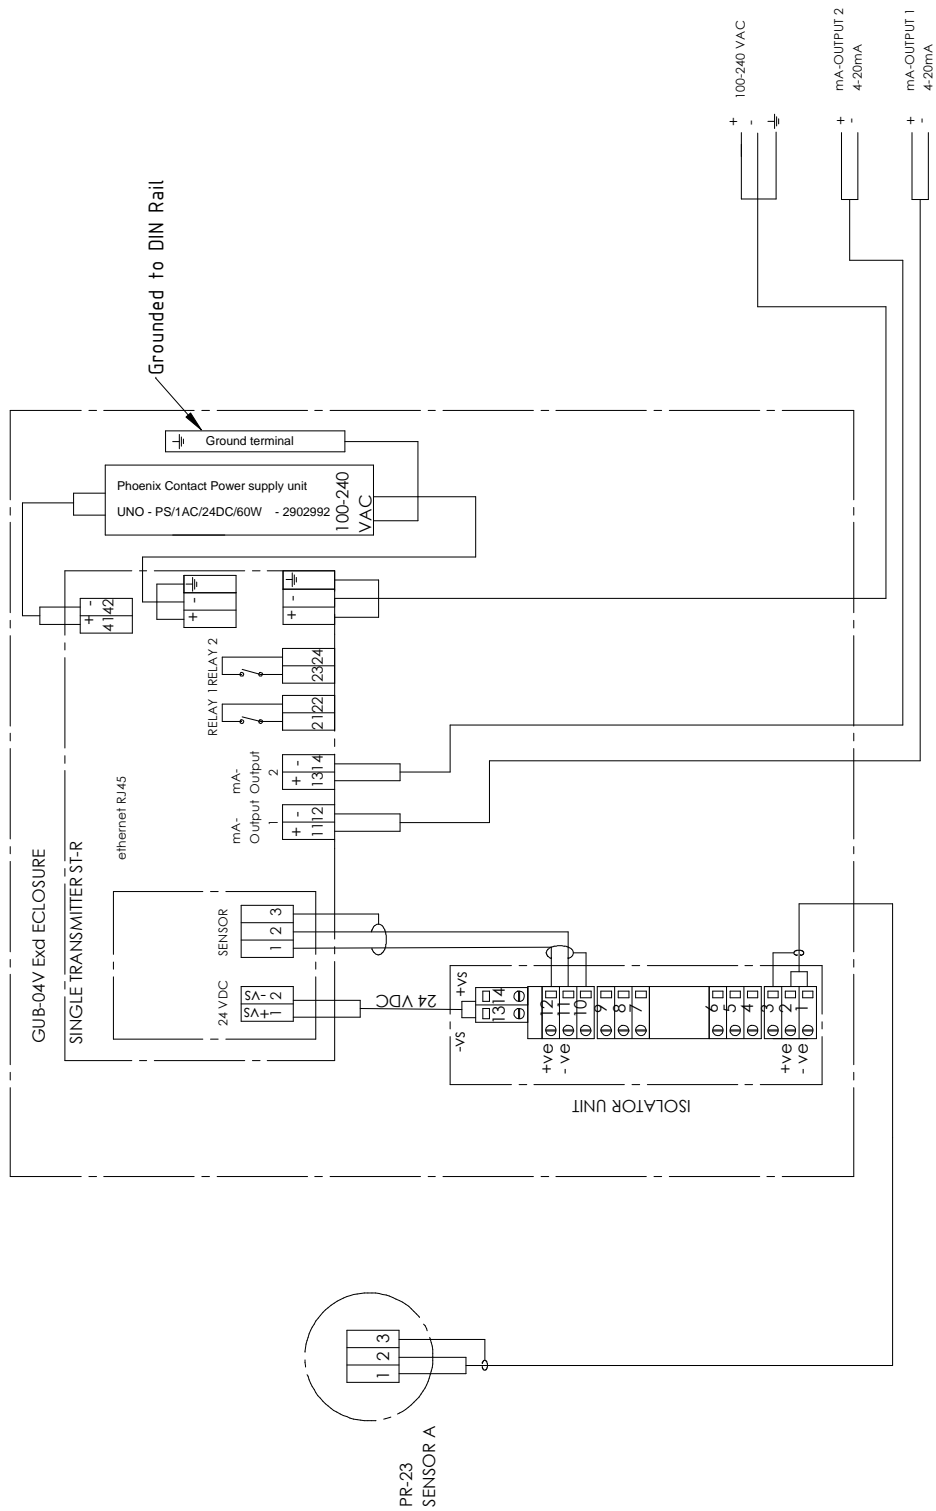 100-240 VAC
+
-
mA-OUTPUT 2
4-20mA
+
-
mA-OUTPUT 1
4-20mA
+
-
Grounded to DIN Rail
Ground terminal
Phoenix Contact Power supply unit
UNO - PS/1AC/24DC/60W - 2902992
100-240
VAC
+ -
41 42
+ -
+ -
RELAY 1 RELAY 2
23 24
21 22
mA-
Output
2
+ -
13 14
mA-
Output
1
+ -
11 12
ethernet RJ45
GUB-04V Exd ECLOSURE
SINGLE TRANSMITTER ST-R
SENSOR
1 2 3
24 VDC
+VS -VS
1 2
24 VDC
-VS +VS
13 14
+ve 12
- ve 11
10
9
8
7
6
5
4
3
+ve 2
- ve 1
ISOLATOR UNIT
1 2 3
PR-23
SENSOR A